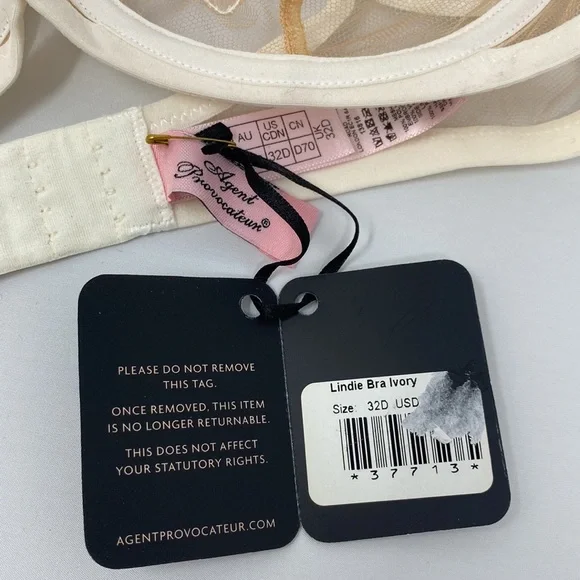 AU US CDN CN
32D D70
32D UK
Agent
Provocateur®
PLEASE DO NOT REMOVE
THIS TAG.
ONCE REMOVED, THIS ITEM
IS NO LONGER RETURNABLE.
THIS DOES NOT AFFECT
YOUR STATUTORY RIGHTS.
AGENTPROVOCATEUR.COM
Lindie Bra Ivory
Size: 32D USD
*37713*